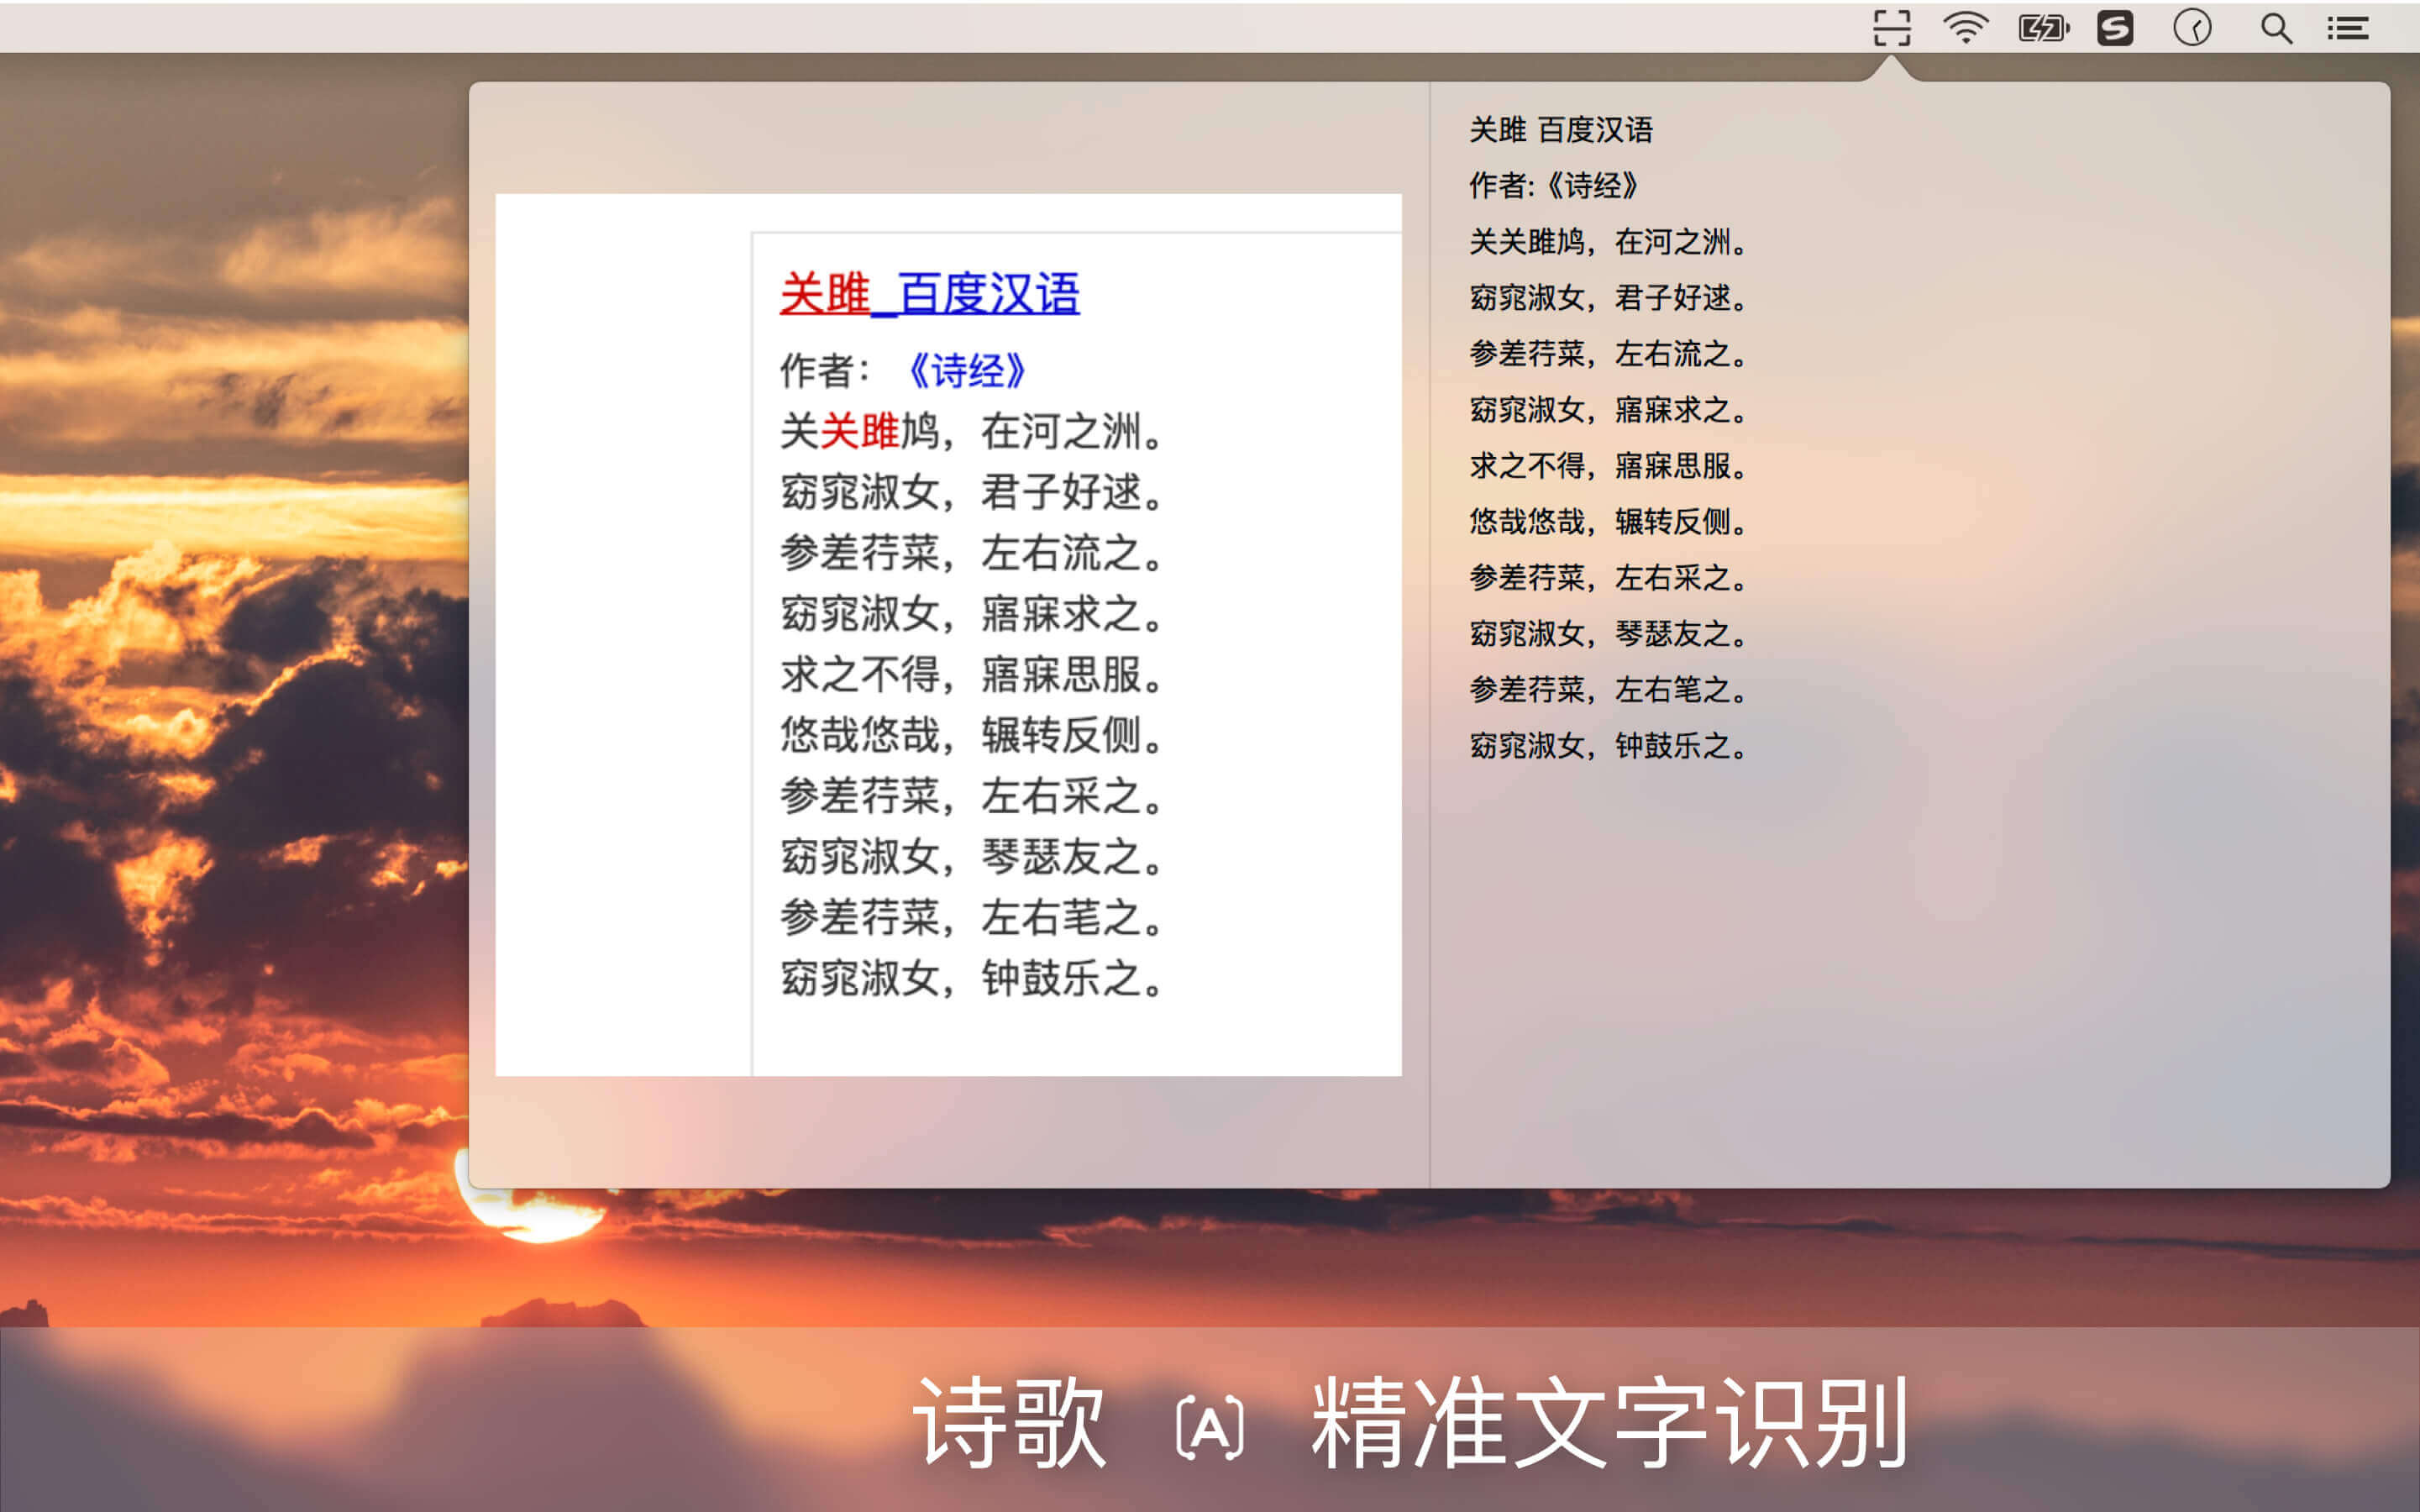 关雎_百度汉语
作者：《诗经》
关关雎鸠，在河之洲。
窈窕淑女，君子好逑。
参差荇菜，左右流之。
窈窕淑女，寤寐求之。
求之不得，寤寐思服。
悠哉悠哉，辗转反侧。
参差荇菜，左右采之。
窈窕淑女，琴瑟友之。
参差荇菜，左右芼之。
窈窕淑女，钟鼓乐之。
关雎 百度汉语
作者:《诗经》
关关雎鸠，在河之洲。
窈窕淑女，君子好逑。
参差荇菜，左右流之。
窈窕淑女，寤寐求之。
求之不得，寤寐思服。
悠哉悠哉，辗转反侧。
参差荇菜，左右采之。
窈窕淑女，琴瑟友之。
参差荇菜，左右笔之。
窈窕淑女，钟鼓乐之。
诗歌 [A] 精准文字识别